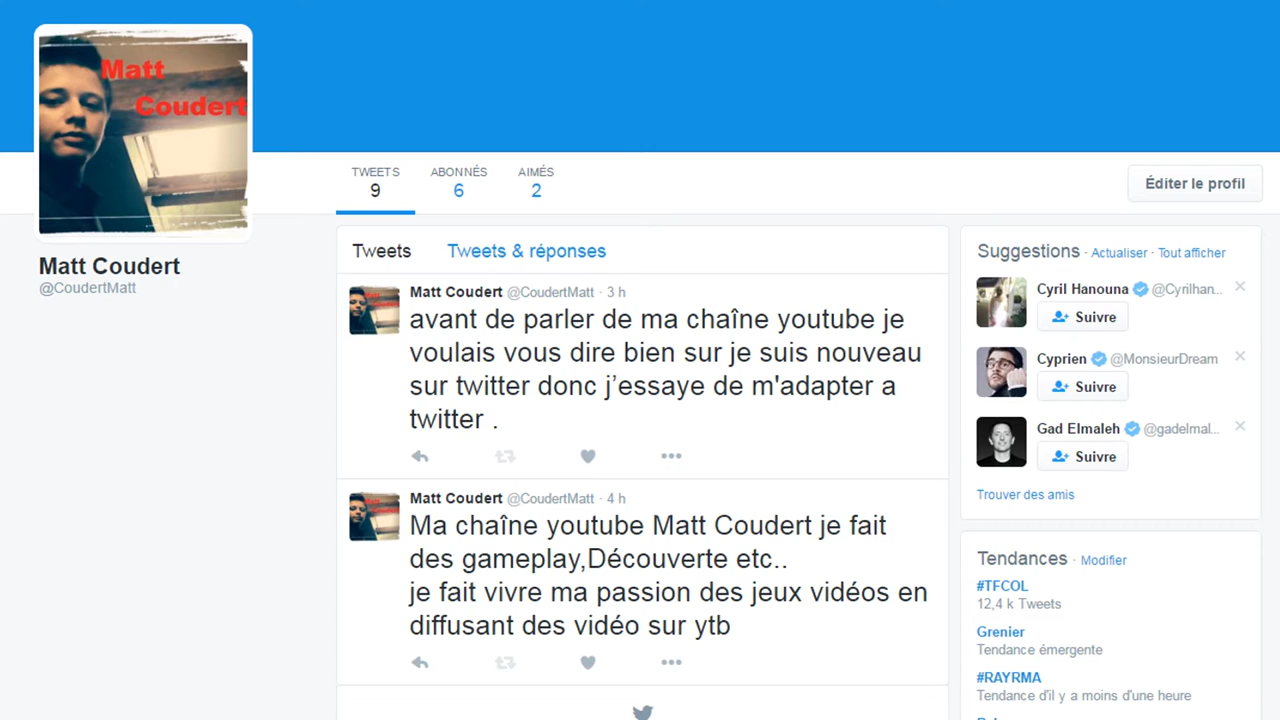 Matt
Coudert
Matt Coudert
@CoudertMatt
TWEETS
9
ABONNÉS
6
AIMÉS
2
Éditer le profil
Tweets
Tweets & réponses
Matt Coudert @CoudertMatt · 3 h
avant de parler de ma chaîne youtube je
voulais vous dire bien sur je suis nouveau
sur twitter donc j’essaye de m'adapter a
twitter .
Matt Coudert @CoudertMatt · 4 h
Ma chaîne youtube Matt Coudert je fait
des gameplay,Découverte etc..
je fait vivre ma passion des jeux vidéos en
diffusant des vidéo sur ytb
Suggestions · Actualiser · Tout afficher
Cyril Hanouna @Cyrilhan...
Suivre
Cyprien @MonsieurDream
Suivre
Gad Elmaleh @gadelmal...
Suivre
Trouver des amis
Tendances · Modifier
#TFCOL
12,4 k Tweets
Grenier
Tendance émergente
#RAYRMA
Tendance d'il y a moins d'une heure